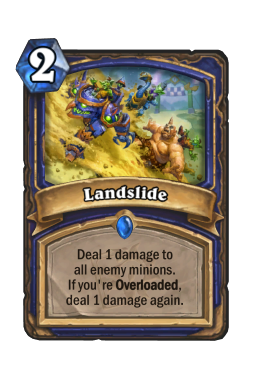 2
Landslide
Deal 1 damage to
all enemy minions.
If you're Overloaded,
deal 1 damage again.